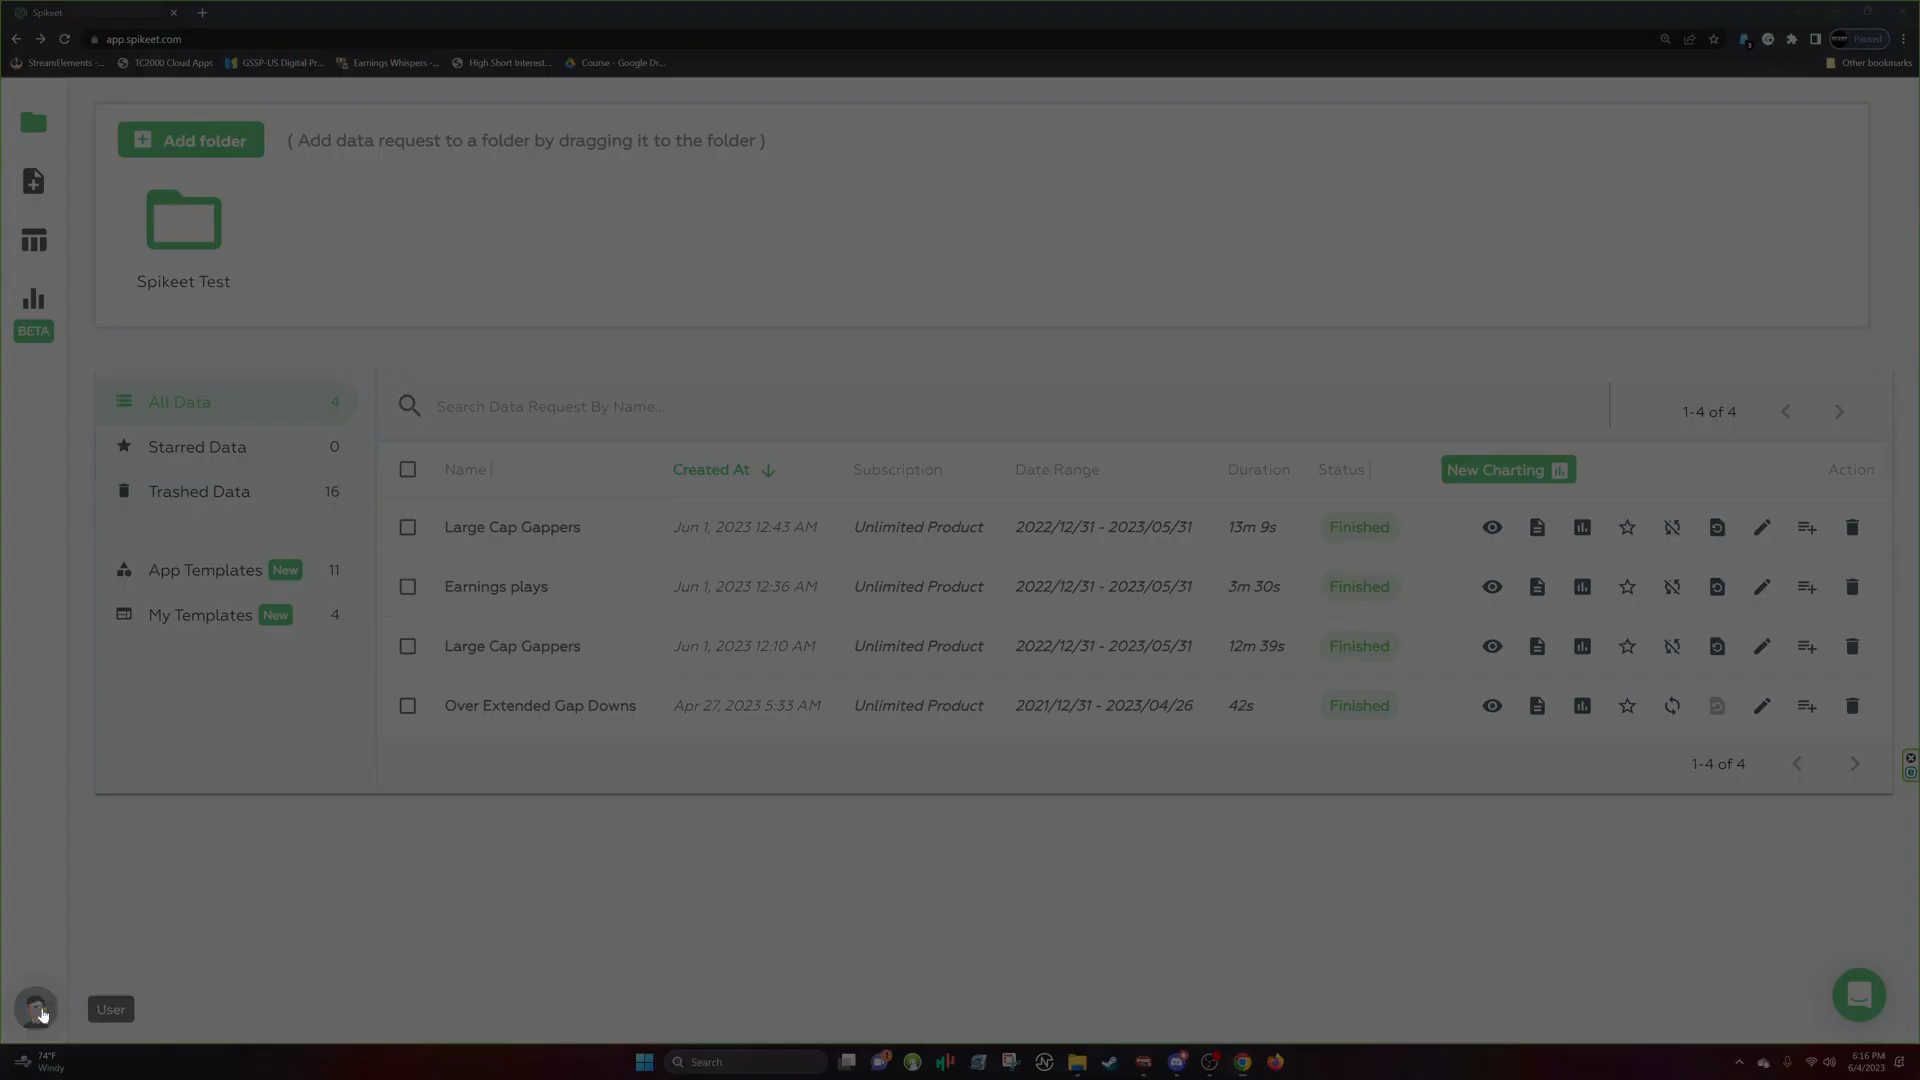 Spikeet
app.spikeet.com
Paused
StreamElements -...
TC2000 Cloud Apps
GSSP-US Digital Pr...
Earnings Whispers -...
High Short Interest...
Course - Google Dr...
Other bookmarks
Add folder
( Add data request to a folder by dragging it to the folder )
Spikeet Test
BETA
All Data 4
Starred Data 0
Trashed Data 16
App Templates New 11
My Templates New 4
Search Data Request By Name...
1-4 of 4
Name Created At Subscription Date Range Duration Status New Charting Action
Large Cap Gappers Jun 1, 2023 12:43 AM Unlimited Product 2022/12/31 - 2023/05/31 13m 9s Finished
Earnings plays Jun 1, 2023 12:36 AM Unlimited Product 2022/12/31 - 2023/05/31 3m 30s Finished
Large Cap Gappers Jun 1, 2023 12:10 AM Unlimited Product 2022/12/31 - 2023/05/31 12m 39s Finished
Over Extended Gap Downs Apr 27, 2023 5:33 AM Unlimited Product 2021/12/31 - 2023/04/26 42s Finished
1-4 of 4
User
74°F
Windy
Search
6:16 PM
6/4/2023